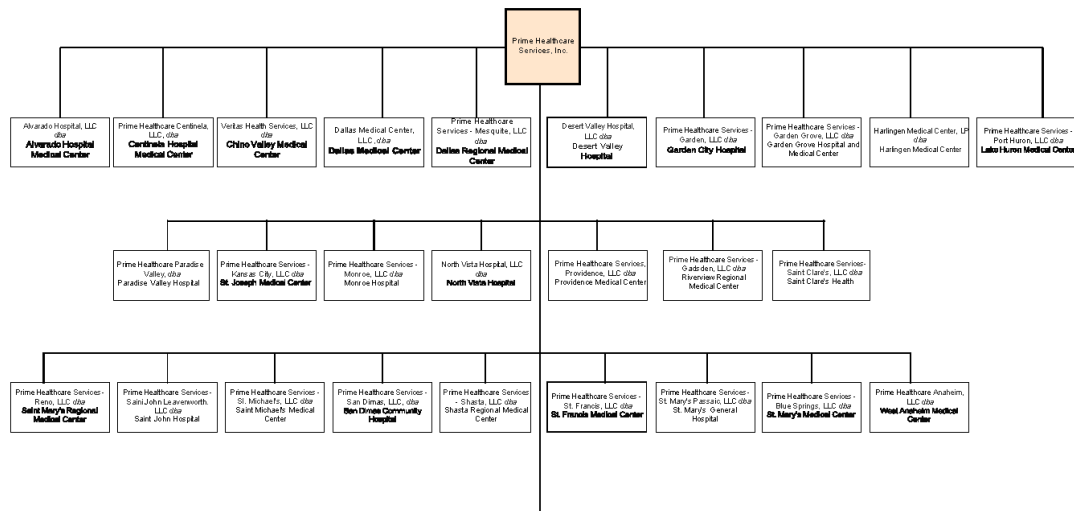 Prime Healthcare
Services, Inc.
Alvarado Hospital, LLC
dba
Alvarado Hospital
Medical Center
Prime Healthcare Centinela,
LLC, dba
Centinela Hospital
Medical Center
Veritas Health Services, LLC
dba
Chino Valley Medical
Center
Dallas Medical Center,
LLC, dba
Dallas Medical Center
Prime Healthcare
Services - Mesquite, LLC
dba
Dallas Regional Medical
Center
Desert Valley Hospital,
LLC dba
Desert Valley
Hospital
Prime Healthcare Services -
Garden, LLC dba
Garden City Hospital
Prime Healthcare Services -
Garden Grove, LLC dba
Garden Grove Hospital and
Medical Center
Harlingen Medical Center, LP
dba
Harlingen Medical Center
Prime Healthcare Services -
Port Huron, LLC dba
Lake Huron Medical Center
Prime Healthcare Paradise
Valley, dba
Paradise Valley Hospital
Prime Healthcare Services -
Kansas City, LLC dba
St. Joseph Medical Center
Prime Healthcare Services -
Monroe, LLC dba
Monroe Hospital
North Vista Hospital, LLC
dba
North Vista Hospital
Prime Healthcare Services,
Providence, LLC dba
Providence Medical Center
Prime Healthcare Services -
Gadsden, LLC dba
Riverview Regional
Medical Center
Prime Healthcare Services-
Saint Clare's, LLC dba
Saint Clare's Health
Prime Healthcare Services -
Reno, LLC dba
Saint Mary's Regional
Medical Center
Prime Healthcare Services -
Saini John Leavenworth.
LLC dba
Saint John Hospital
Prime Healthcare Services -
Sl. Michael's, LLC dba
Saint Michael's Medical
Center
Prime Healthcare Services -
San Dimas, LLC, dba
San Dimas Community
Hospital
Prime Healthcare Services
- Shasta, LLC dba
Shasta Regional Medical
Center
Prime Healthcare Services -
St. Francis, LLC dba
St. Francis Medical Center
Prime Healthcare Services -
St. Mary's Passaic, LLC dba
St. Mary's General
Hospital
Prime Healthcare Services -
Blue Springs, LLC dba
St. Mary's Medical Center
Prime Healthcare Anaheim,
LLC dba
West Anaheim Medical
Center